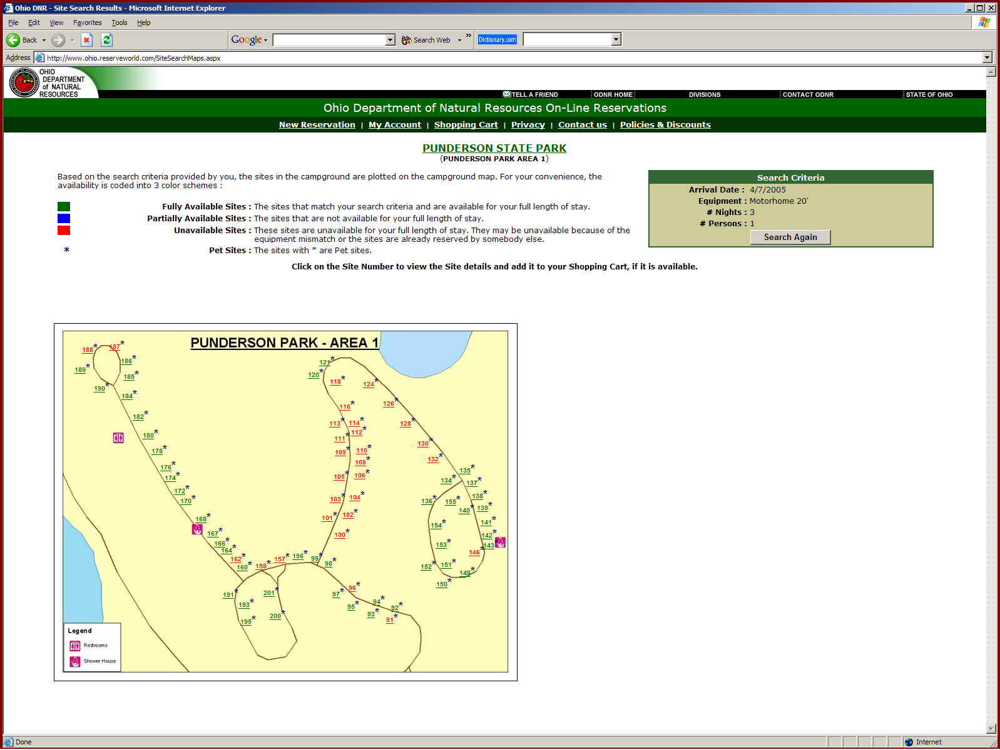 Ohio DNR - Site Search Results - Microsoft Internet Explorer
File Edit View Favorites Tools Help
Back Google Search Web » Dictionary.com
Address http://www.ohio.reserveworld.com/SiteSearchMaps.aspx
OHIO
DEPARTMENT
of NATURAL
RESOURCES
TELL A FRIEND ODNR HOME DIVISIONS CONTACT ODNR STATE OF OHIO
Ohio Department of Natural Resources On-Line Reservations
New Reservation | My Account | Shopping Cart | Privacy | Contact us | Policies & Discounts
PUNDERSON STATE PARK
(PUNDERSON PARK AREA 1)
Based on the search criteria provided by you, the sites in the campground are plotted on the campground map. For your convenience, the
availability is coded into 3 color schemes :
Fully Available Sites : The sites that match your search criteria and are available for your full length of stay.
Partially Available Sites : The sites that are not available for your full length of stay.
Unavailable Sites : These sites are unavailable for your full length of stay. They may be unavailable because of the
equipment mismatch or the sites are already reserved by somebody else.
* Pet Sites : The sites with * are Pet sites.
Search Criteria
Arrival Date : 4/7/2005
Equipment : Motorhome 20'
# Nights : 3
# Persons : 1
Search Again
Click on the Site Number to view the Site details and add it to your Shopping Cart, if it is available.
PUNDERSON PARK - AREA 1
188* 187*
186*
189*
185*
190*
184*
182*
180*
178*
176*
174*
172*
170*
168*
167*
166*
164*
162*
160*
158*
157*
156*
99*
98*
121*
120*
118*
124*
116*
126*
113* 114*
128*
112*
111*
130*
109* 110*
132*
108*
105* 106*
103* 104*
101* 102*
100*
135*
134* 137*
138*
136* 155*
140* 139*
154* 141*
142*
153* 143*
146*
152* 151*
149*
150*
191* 201*
193*
195* 200*
97* 96*
95* 94*
93* 92*
91*
Legend
Restrooms
Shower House
Done Internet